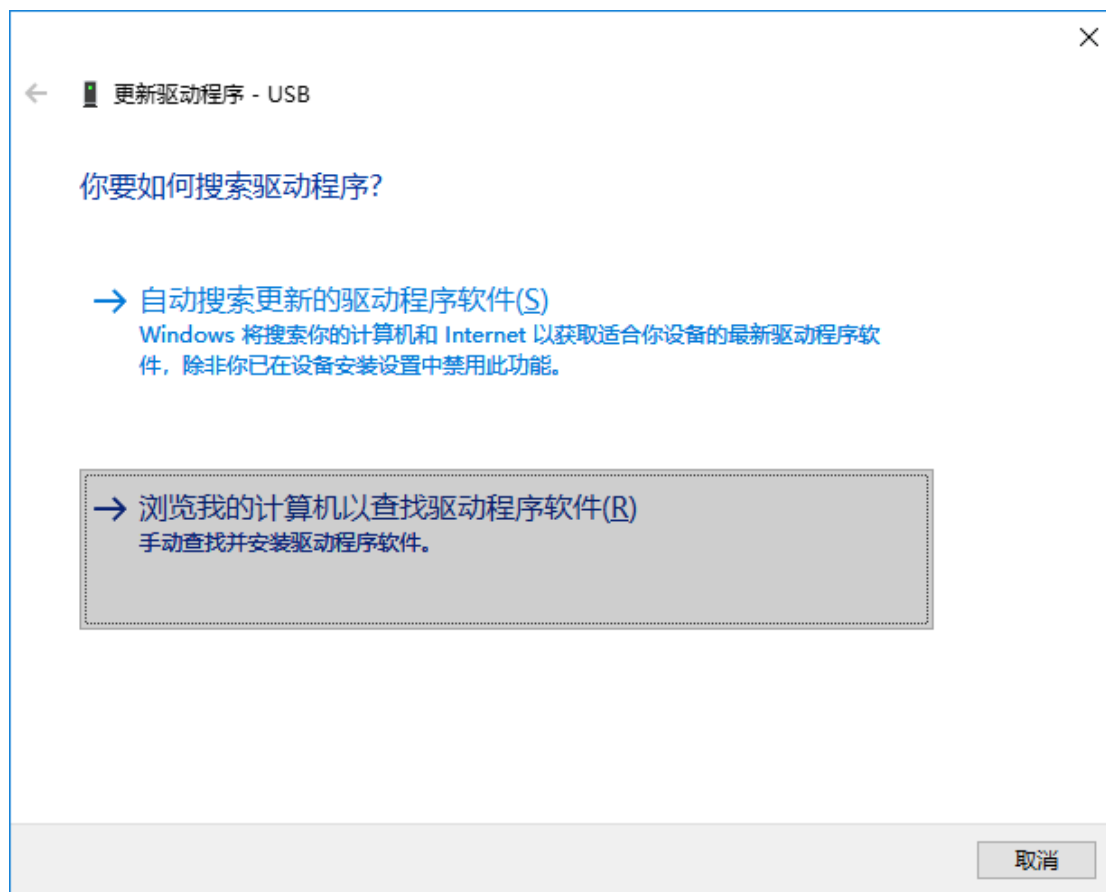 更新驱动程序 - USB
你要如何搜索驱动程序?
自动搜索更新的驱动程序软件(S)
Windows 将搜索你的计算机和 Internet 以获取适合你设备的最新驱动程序软
件，除非你已在设备安装设置中禁用此功能。
浏览我的计算机以查找驱动程序软件(R)
手动查找并安装驱动程序软件。
取消